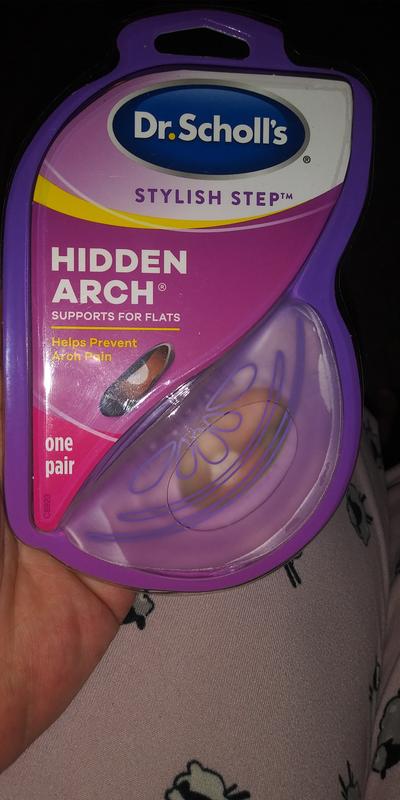 Dr.Scholl's®
STYLISH STEP™
HIDDEN
ARCH®
SUPPORTS FOR FLATS
Helps Prevent
Arch Pain
one
pair